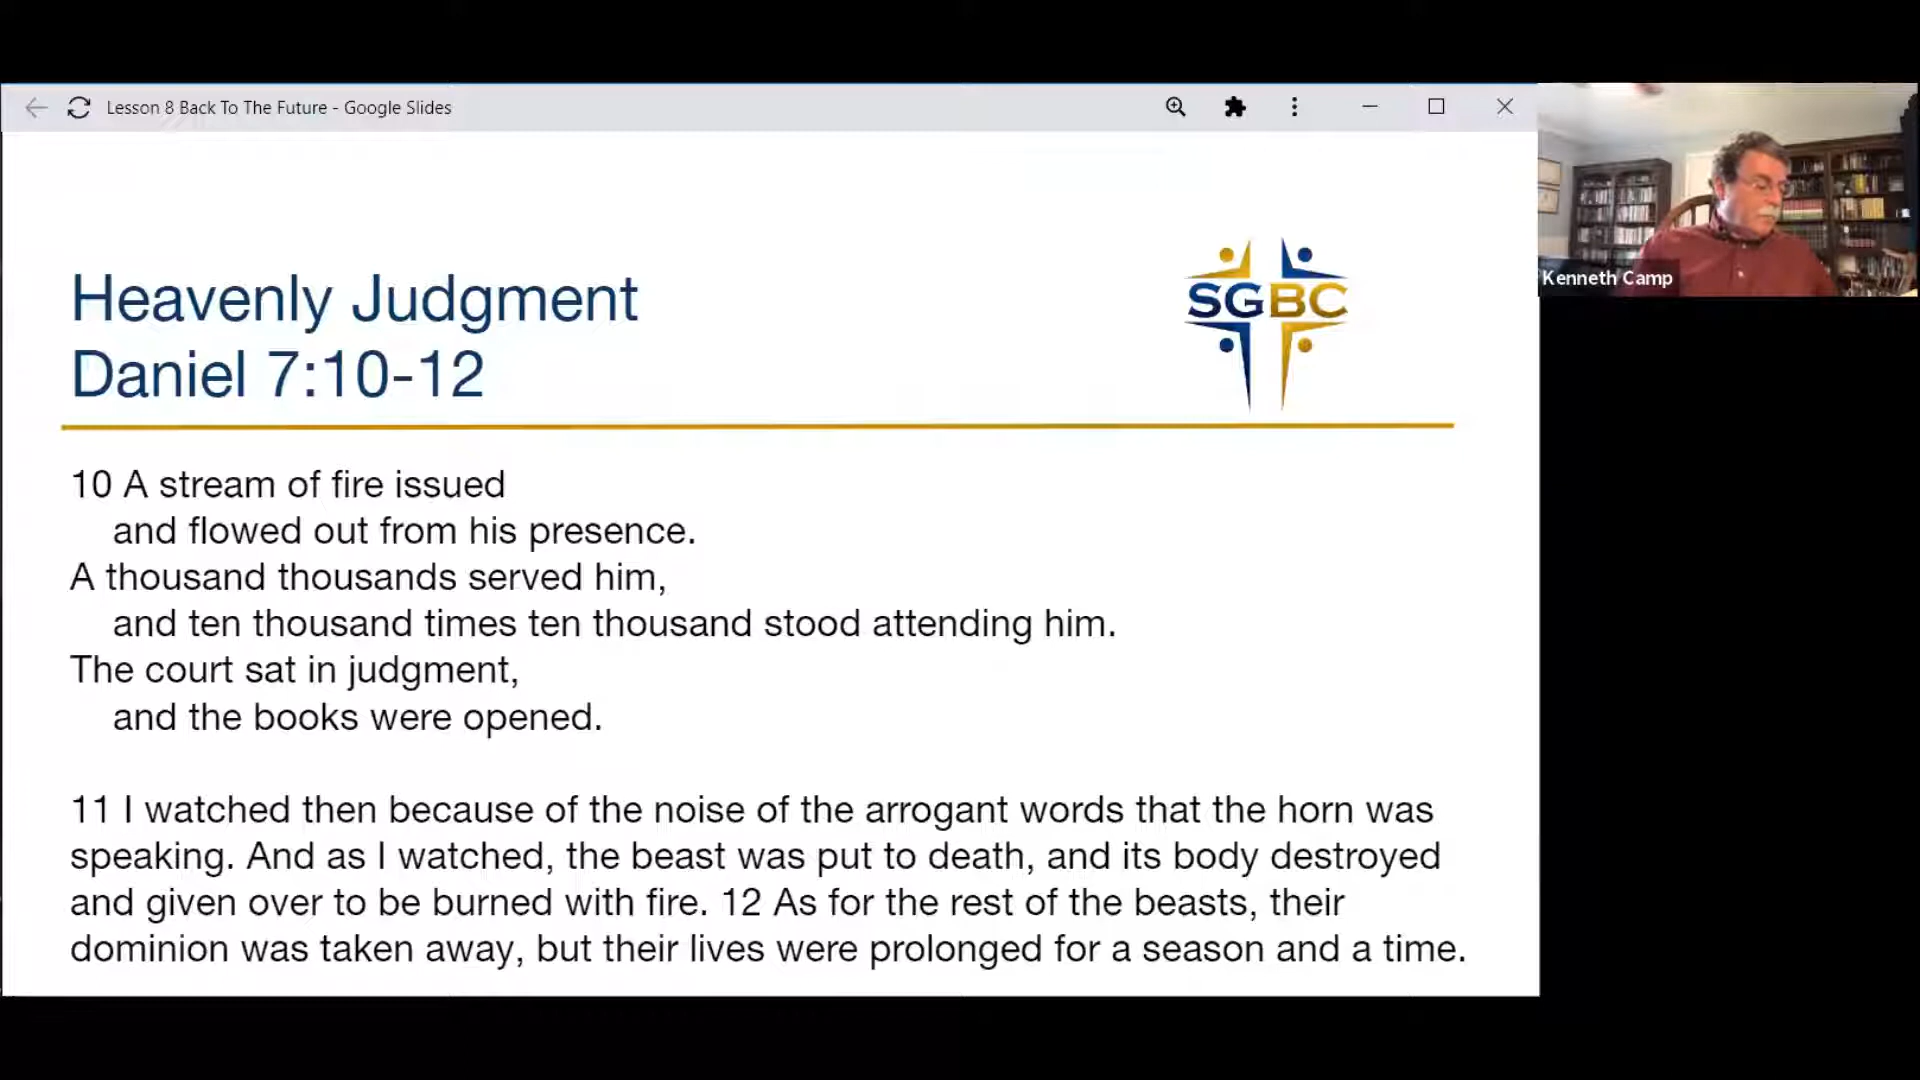 Lesson 8 Back To The Future - Google Slides
Kenneth Camp
SGBC
Heavenly Judgment
Daniel 7:10-12
10 A stream of fire issued
and flowed out from his presence.
A thousand thousands served him,
and ten thousand times ten thousand stood attending him.
The court sat in judgment,
and the books were opened.
11 I watched then because of the noise of the arrogant words that the horn was
speaking. And as I watched, the beast was put to death, and its body destroyed
and given over to be burned with fire. 12 As for the rest of the beasts, their
dominion was taken away, but their lives were prolonged for a season and a time.